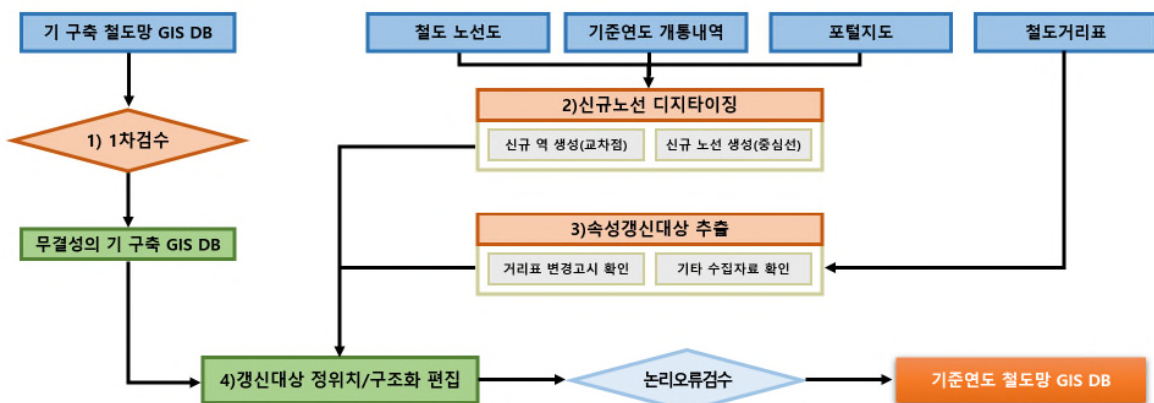 기 구축 철도망 GIS DB
철도 노선도
기준연도 개통내역
포털지도
철도거리표
2)신규노선 디지타이징
1) 1차검수
신규 역 생성(교차점)
신규 노선 생성(중심선)
3)속성갱신대상 추출
무결성의 기 구축 GIS DB
거리표 변경고시 확인
기타 수집자료 확인
4)갱신대상 정위치/구조화 편집
논리오류검수
기준연도 철도망 GIS DB